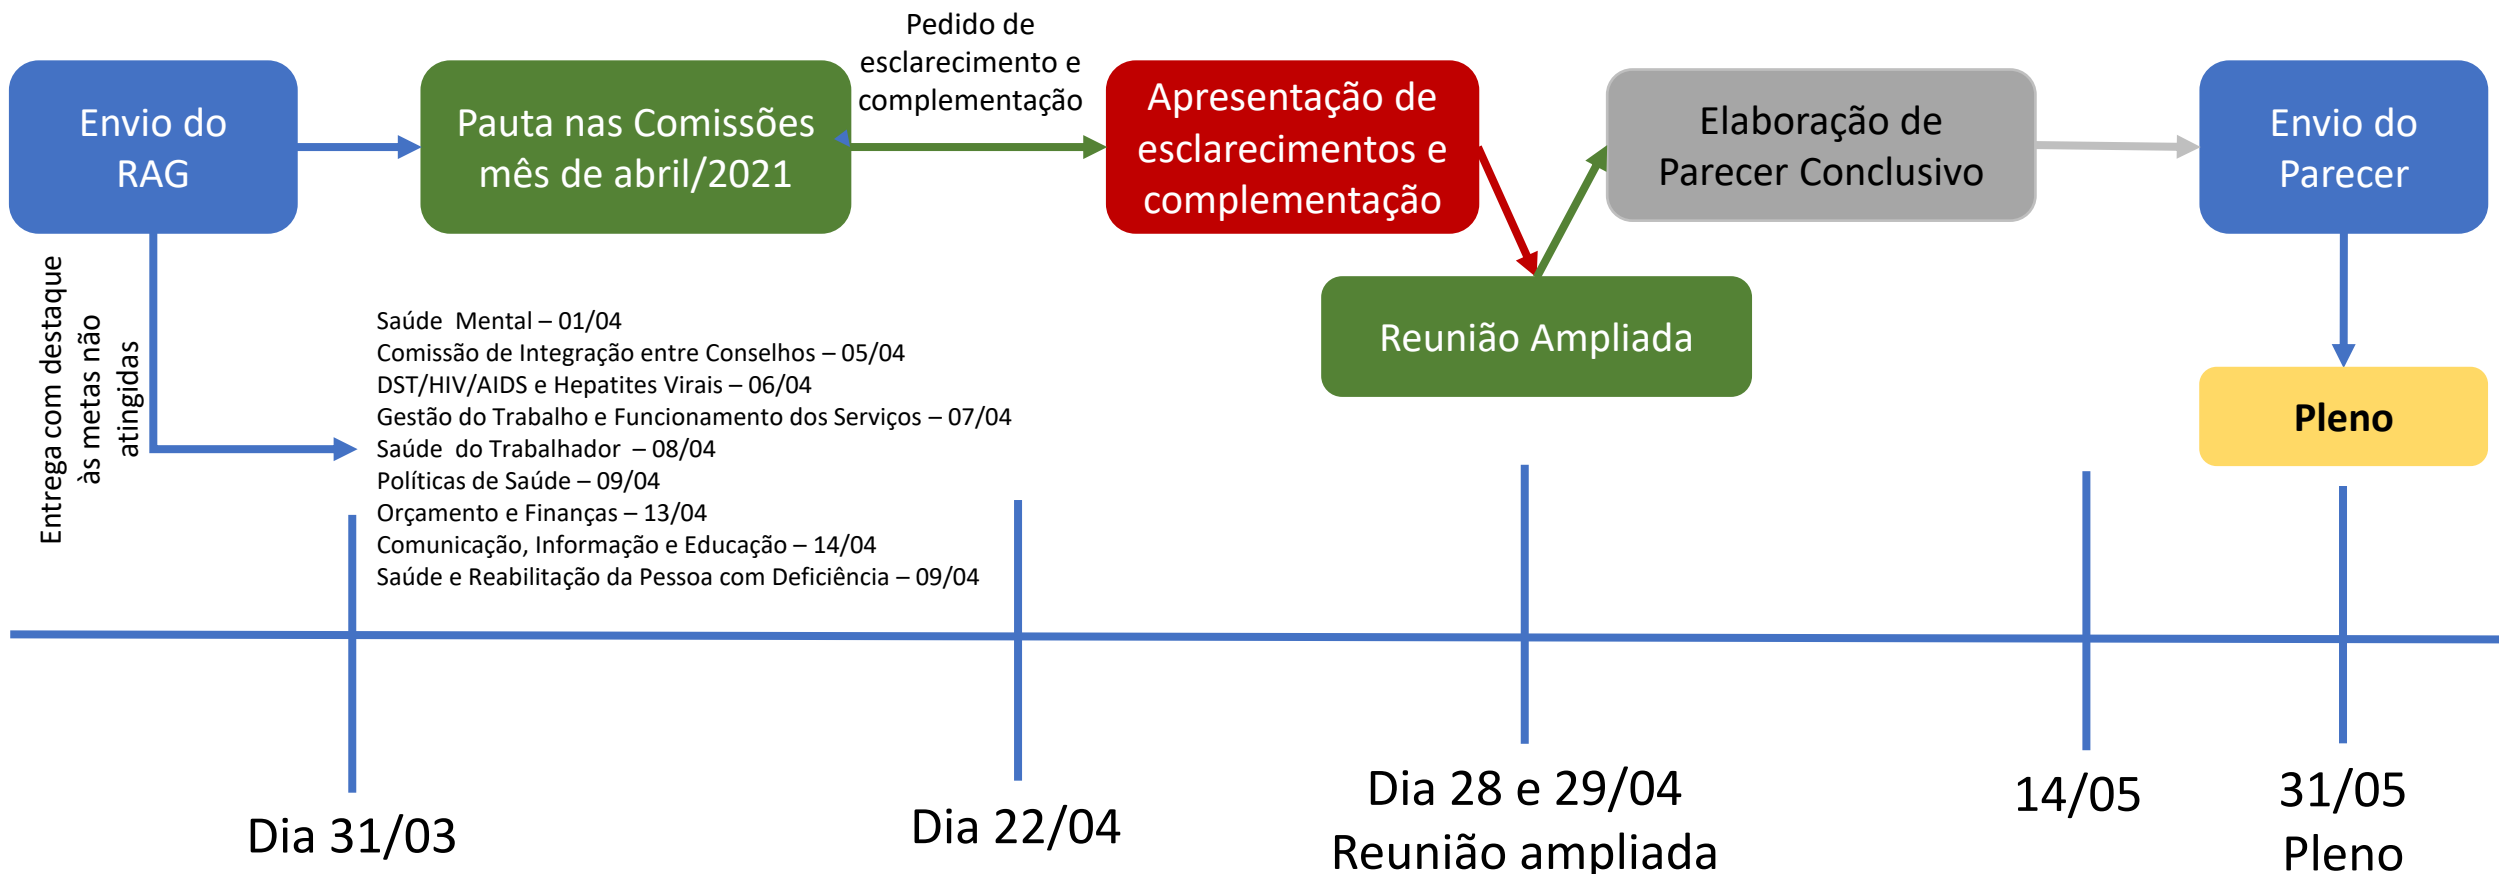 Pedido de
esclarecimento e
complementação
Envio do
RAG
Pauta nas Comissões
mês de abril/2021
Apresentação de
esclarecimentos e
complementação
Elaboração de
Parecer Conclusivo
Envio do
Parecer
Reunião Ampliada
Pleno
Entrega com destaque
às metas não
atingidas
Saúde  Mental – 01/04
Comissão de Integração entre Conselhos – 05/04
DST/HIV/AIDS e Hepatites Virais – 06/04
Gestão do Trabalho e Funcionamento dos Serviços – 07/04
Saúde  do Trabalhador  – 08/04
Políticas de Saúde – 09/04
Orçamento e Finanças – 13/04
Comunicação, Informação e Educação – 14/04
Saúde e Reabilitação da Pessoa com Deficiência – 09/04
Dia 31/03
Dia 22/04
Dia 28 e 29/04
Reunião ampliada
14/05
31/05
Pleno